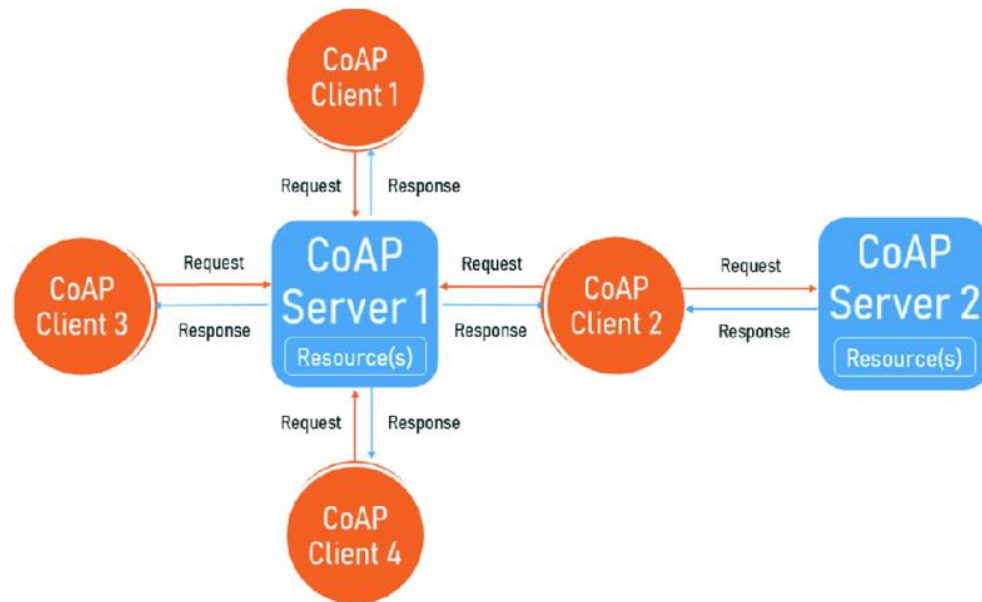 CoAP
Client 1
Request
Response
CoAP
Client 3
Request
Response
CoAP
Server 1
Resource(s)
Request
Response
CoAP
Client 2
Request
Response
CoAP
Server 2
Resource(s)
Request
Response
CoAP
Client 4